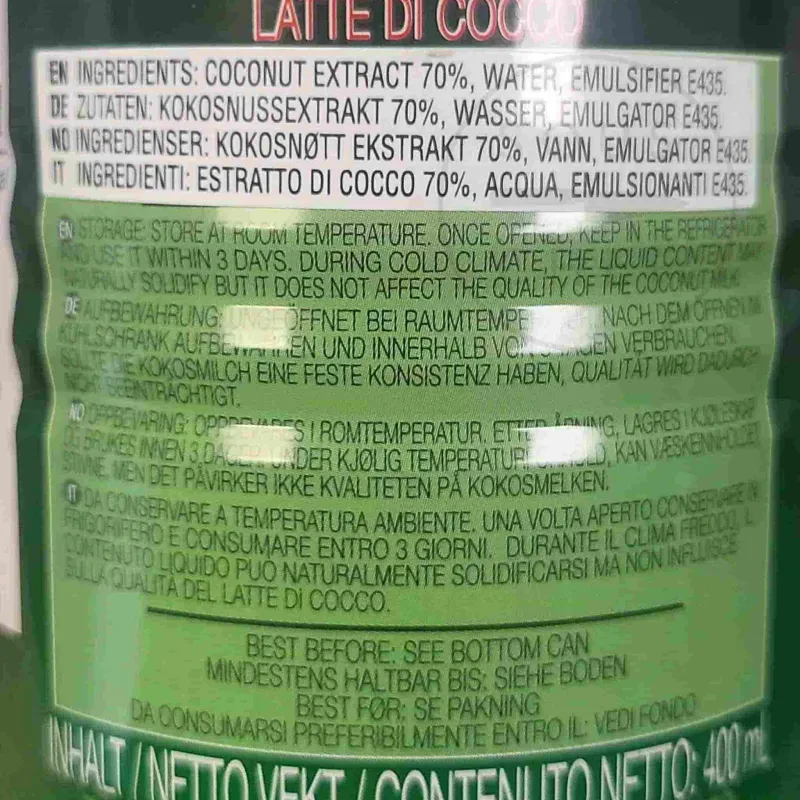 LATTE DI COCCO
EN INGREDIENTS: COCONUT EXTRACT 70%, WATER, EMULSIFIER E435.
DE ZUTATEN: KOKOSNUSSEXTRAKT 70%, WASSER, EMULGATOR E435.
NO INGREDIENSER: KOKOSNØTT EKSTRAKT 70%, VANN, EMULGATOR E435.
IT INGREDIENTI: ESTRATTO DI COCCO 70%, ACQUA, EMULSIONANTI E435.
EN STORAGE: STORE AT ROOM TEMPERATURE. ONCE OPENED, KEEP IN THE REFRIGERATOR
AND USE IT WITHIN 3 DAYS. DURING COLD CLIMATE, THE LIQUID CONTENT MAY
NATURALLY SOLIDIFY BUT IT DOES NOT AFFECT THE QUALITY OF THE COCONUT MILK.
DE AUFBEWAHRUNG: UNGEÖFFNET BEI RAUMTEMPE NACH DEM ÖFFNEN IM
KÜHLSCHRANK AUFBEWAHREN UND INNERHALB VON 3 TAGEN VERBRAUCHEN.
SOLLTE DIE KOKOSMILCH EINE FESTE KONSISTENZ HABEN, QUALITÄT WIRD DADURCH
NICHT BEEINTRÄCHTIGT.
NO OPPBEVARING: OPPBEVARES I ROMTEMPERATUR. ETTER ÅPNING, LAGRES I KJØLESKAP
OG BRUKES INNEN 3 DAGER. UNDER KJØLIG TEMPERATUR KAN VÆSKEINNHOLDET
STIVNE. MEN DET PÅVIRKER IKKE KVALITETEN PÅ KOKOSMELKEN.
IT DA CONSERVARE A TEMPERATURA AMBIENTE. UNA VOLTA APERTO CONSERVARE IN
FRIGORIFERO E CONSUMARE ENTRO 3 GIORNI. DURANTE IL CLIMA FREDDO, IL
CONTENUTO LIQUIDO PUO NATURALMENTE SOLIDIFICARSI MA NON INFLUISCE
SULLA QUALITÀ DEL LATTE DI COCCO.
BEST BEFORE: SEE BOTTOM CAN
MINDESTENS HALTBAR BIS: SIEHE BODEN
BEST FØR: SE PAKNING
DA CONSUMARSI PREFERIBILMENTE ENTRO IL: VEDI FONDO
INHALT / NETTO VEKT / CONTENUTO NETTO: 400 mL